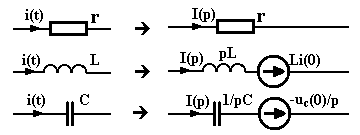 i(t) r I(p) r
i(t) L I(p) pL Li(0)
i(t) C I(p) 1/pC -uc(0)/p